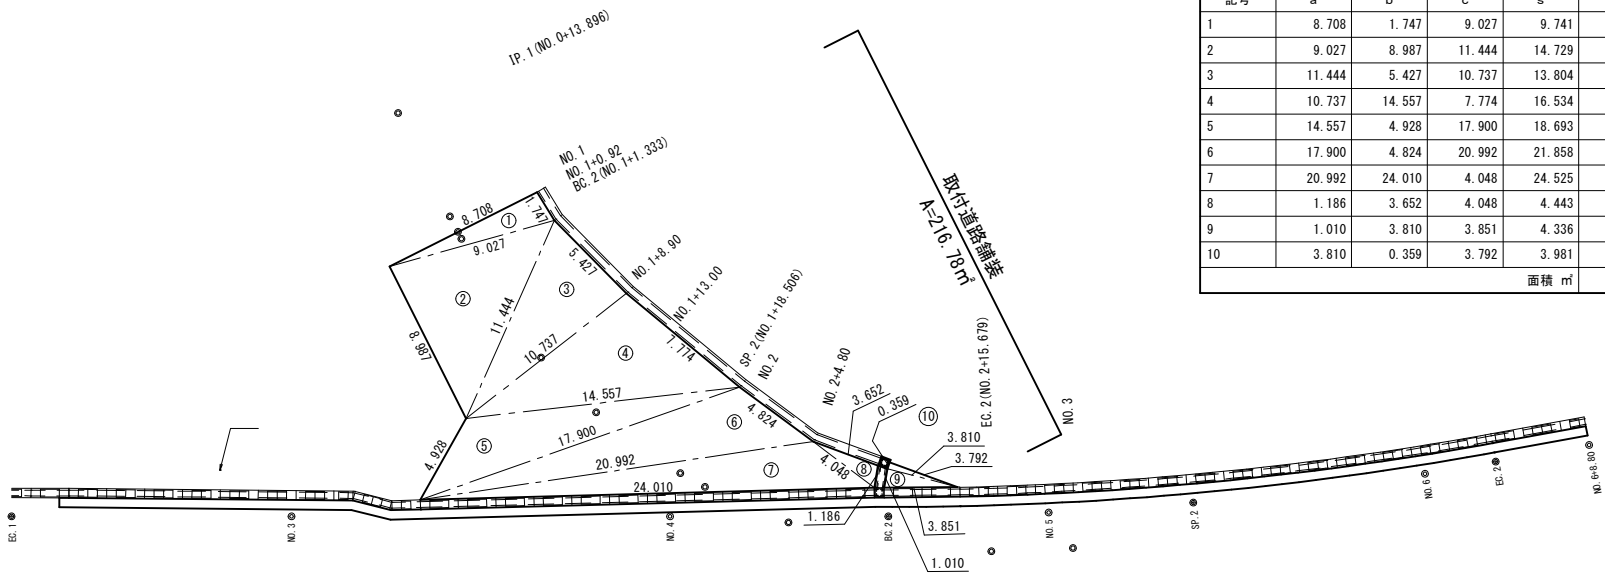 記号 a b c s
1 8.708 1.747 9.027 9.741
2 9.027 8.987 11.444 14.729
3 11.444 5.427 10.737 13.804
4 10.737 14.557 7.774 16.534
5 14.557 4.928 17.900 18.693
6 17.900 4.824 20.992 21.858
7 20.992 24.010 4.048 24.525
8 1.186 3.652 4.048 4.443
9 1.010 3.810 3.851 4.336
10 3.810 0.359 3.792 3.981
面積 ㎡
IP.1(NO.0+13.896)
NO.1
NO.1+0.92
BC.2(NO.1+1.333)
取付道路舗装
A=216.78㎡
8.708
①
1.747
9.027
5.427
NO.1+8.90
②
③
NO.1+13.00
11.444
SP.2(NO.1+18.506)
NO.2
8.987
10.737
④
7.774
NO.2+4.80
EC.2(NO.2+15.679)
NO.3
14.557
3.652
0.359
⑩
4.824
⑥
17.900
⑤
3.810
4.928
3.792
20.992
⑦
4.048
⑧
⑨
24.010
1.186
3.851
1.010
EC.1
NO.3
NO.4
BC.2
NO.5
SP.2
NO.6
EC.2
NO.6+8.80